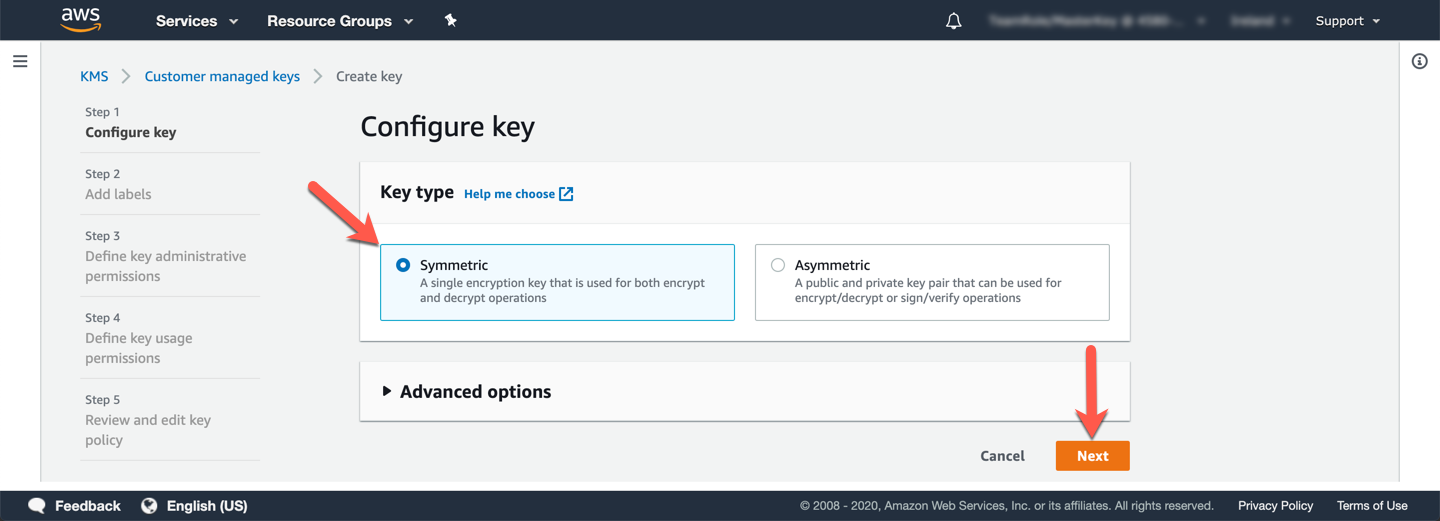 aws Services Resource Groups Support
KMS Customer managed keys Create key
Step 1
Configure key
Step 2
Add labels
Step 3
Define key administrative
permissions
Step 4
Define key usage
permissions
Step 5
Review and edit key
policy
Configure key
Key type Help me choose
Symmetric
A single encryption key that is used for both encrypt
and decrypt operations
Asymmetric
A public and private key pair that can be used for
encrypt/decrypt or sign/verify operations
Advanced options
Cancel Next
Feedback English (US) © 2008 - 2020, Amazon Web Services, Inc. or its affiliates. All rights reserved. Privacy Policy Terms of Use